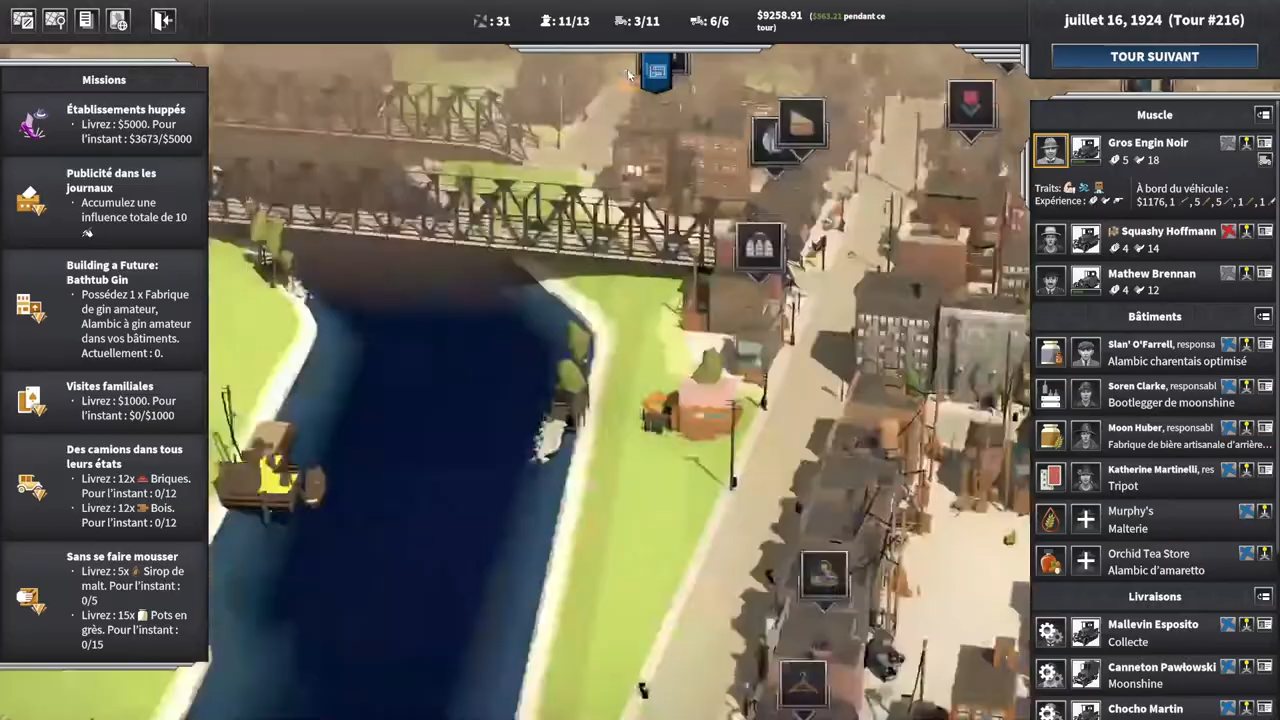 : 31
: 11/13
: 3/11
: 6/6
$9258.91 ($963.21 pendant ce
tour)
juillet 16, 1924 (Tour #216)
TOUR SUIVANT
Missions
Établissements huppés
· Livrez : $5000. Pour
l'instant : $3673/$5000
Publicité dans les
journaux
· Accumulez une
influence totale de 10
Building a Future:
Bathtub Gin
· Possédez 1 x Fabrique
de gin amateur,
Alambic à gin amateur
dans vos bâtiments.
Actuellement : 0.
Visites familiales
· Livrez : $1000. Pour
l'instant : $0/$1000
Des camions dans tous
leurs états
· Livrez : 12x Briques.
Pour l'instant : 0/12
· Livrez : 12x Bois.
Pour l'instant : 0/12
Sans se faire mousser
· Livrez : 5x Sirop de
malt. Pour l'instant :
0/5
· Livrez : 15x Pots en
grès. Pour l'instant :
0/15
Muscle
Gros Engin Noir
5 18
Traits:
Expérience :
À bord du véhicule :
$1176, 1 , 5 , 5 , 1 , 1 , 1
Squashy Hoffmann
4 14
Mathew Brennan
4 12
Bâtiments
Slan' O'Farrell, responsa
Alambic charentais optimisé
Soren Clarke, responsabl
Bootlegger de moonshine
Moon Huber, responsabl
Fabrique de bière artisanale d'arrière...
Katherine Martinelli, res
Tripot
Murphy's
Malterie
Orchid Tea Store
Alambic d'amaretto
Livraisons
Mallevin Esposito
Collecte
Canneton Pawłowski
Moonshine
Chocho Martin